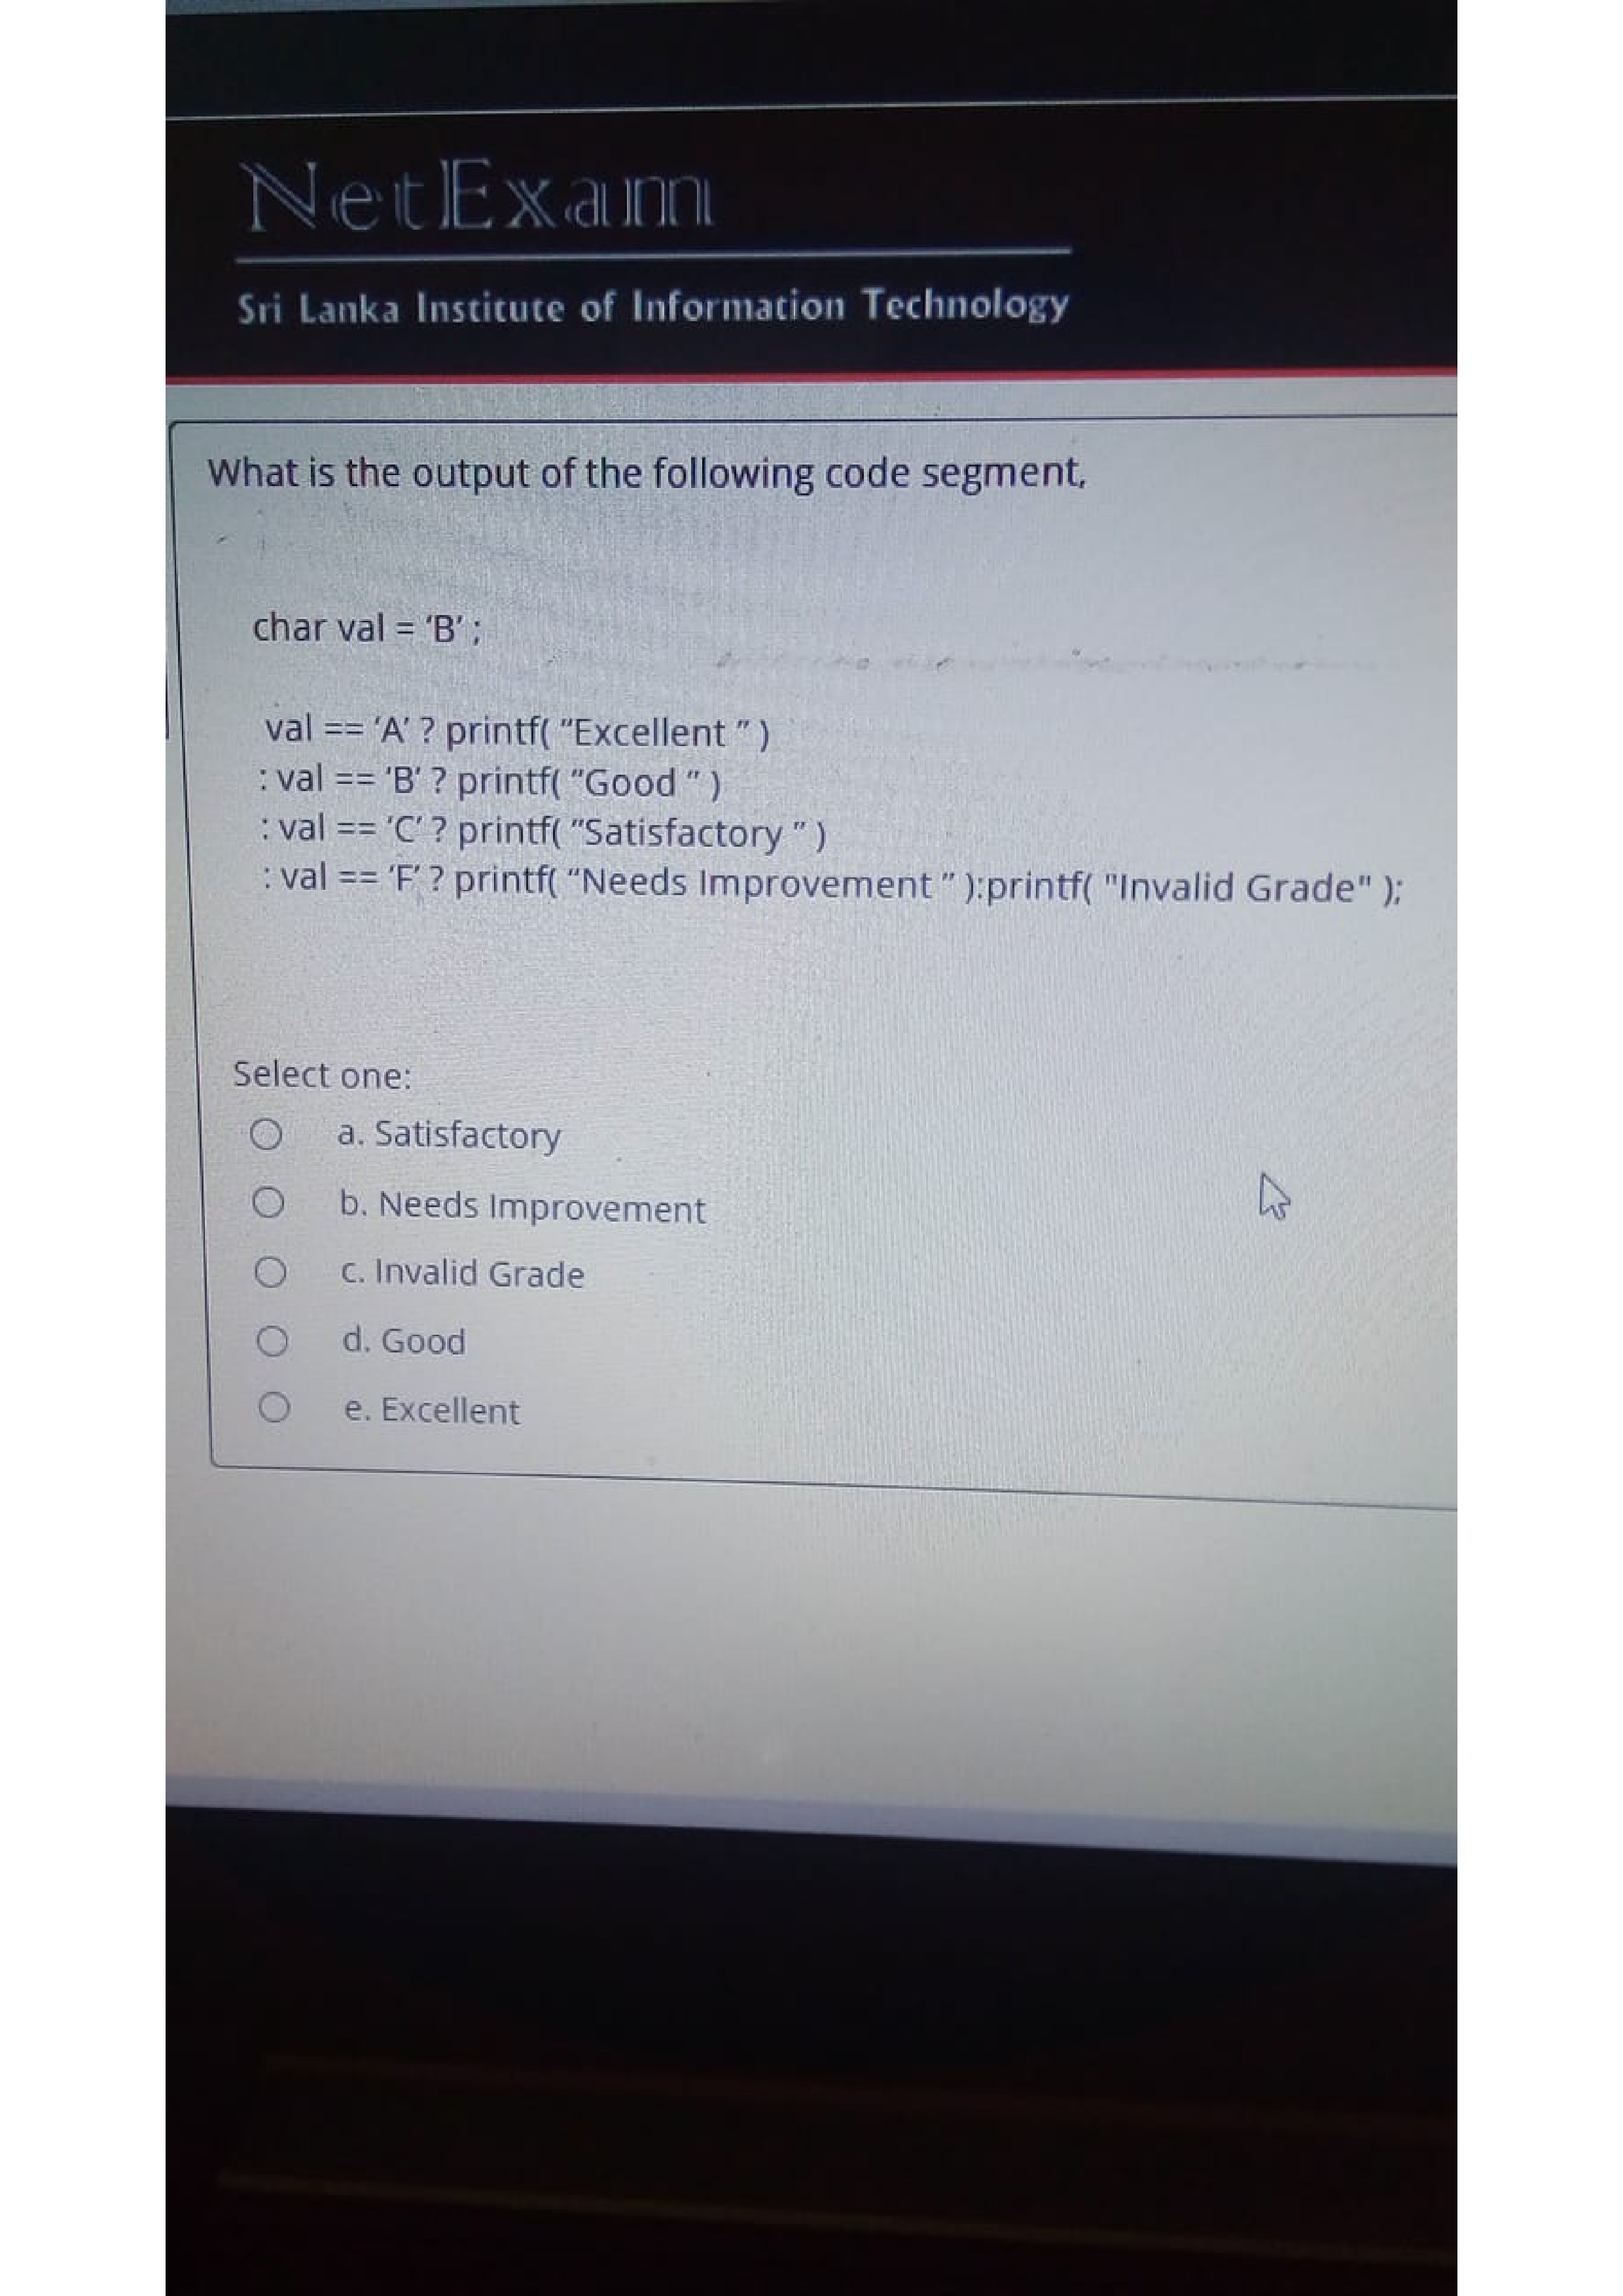 NetExam
Sri Lanka Institute of Information Technology
What is the output of the following code segment,
char val = ‘B’ ;
val == ‘A’ ? printf( “Excellent ” )
: val == ‘B’ ? printf( “Good ” )
: val == ‘C’ ? printf( “Satisfactory ” )
: val == ‘F’ ? printf( “Needs Improvement ” ):printf( "Invalid Grade" );
Select one:
a. Satisfactory
b. Needs Improvement
c. Invalid Grade
d. Good
e. Excellent